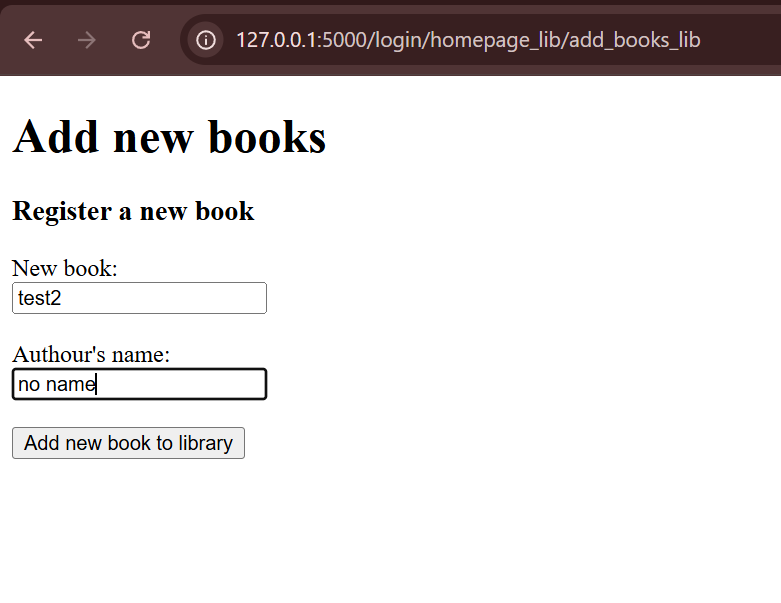 127.0.0.1:5000/login/homepage_lib/add_books_lib
Add new books
Register a new book
New book:
test2
Authour's name:
no name
Add new book to library